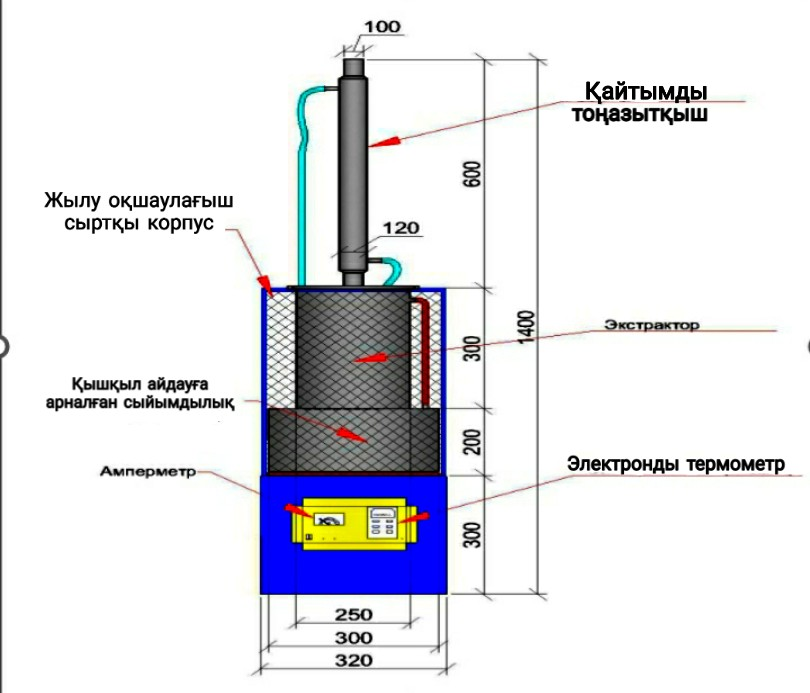 100
Қайтымды
тоңазытқыш
600
Жылу оқшаулағыш
сыртқы корпус
120
1400
Экстрактор
300
Қышқыл айдауға
арналған сыйымдылық
200
Амперметр
Электронды термометр
300
250
300
320